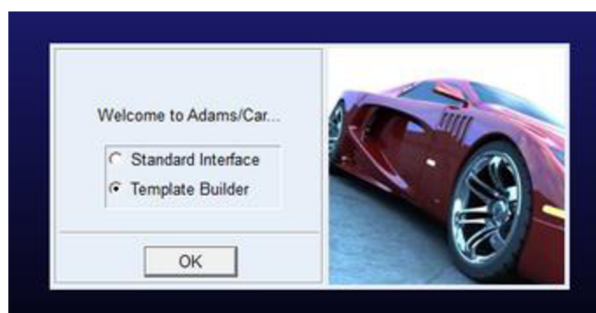 Welcome to Adams/Car...
Standard Interface
Template Builder
OK